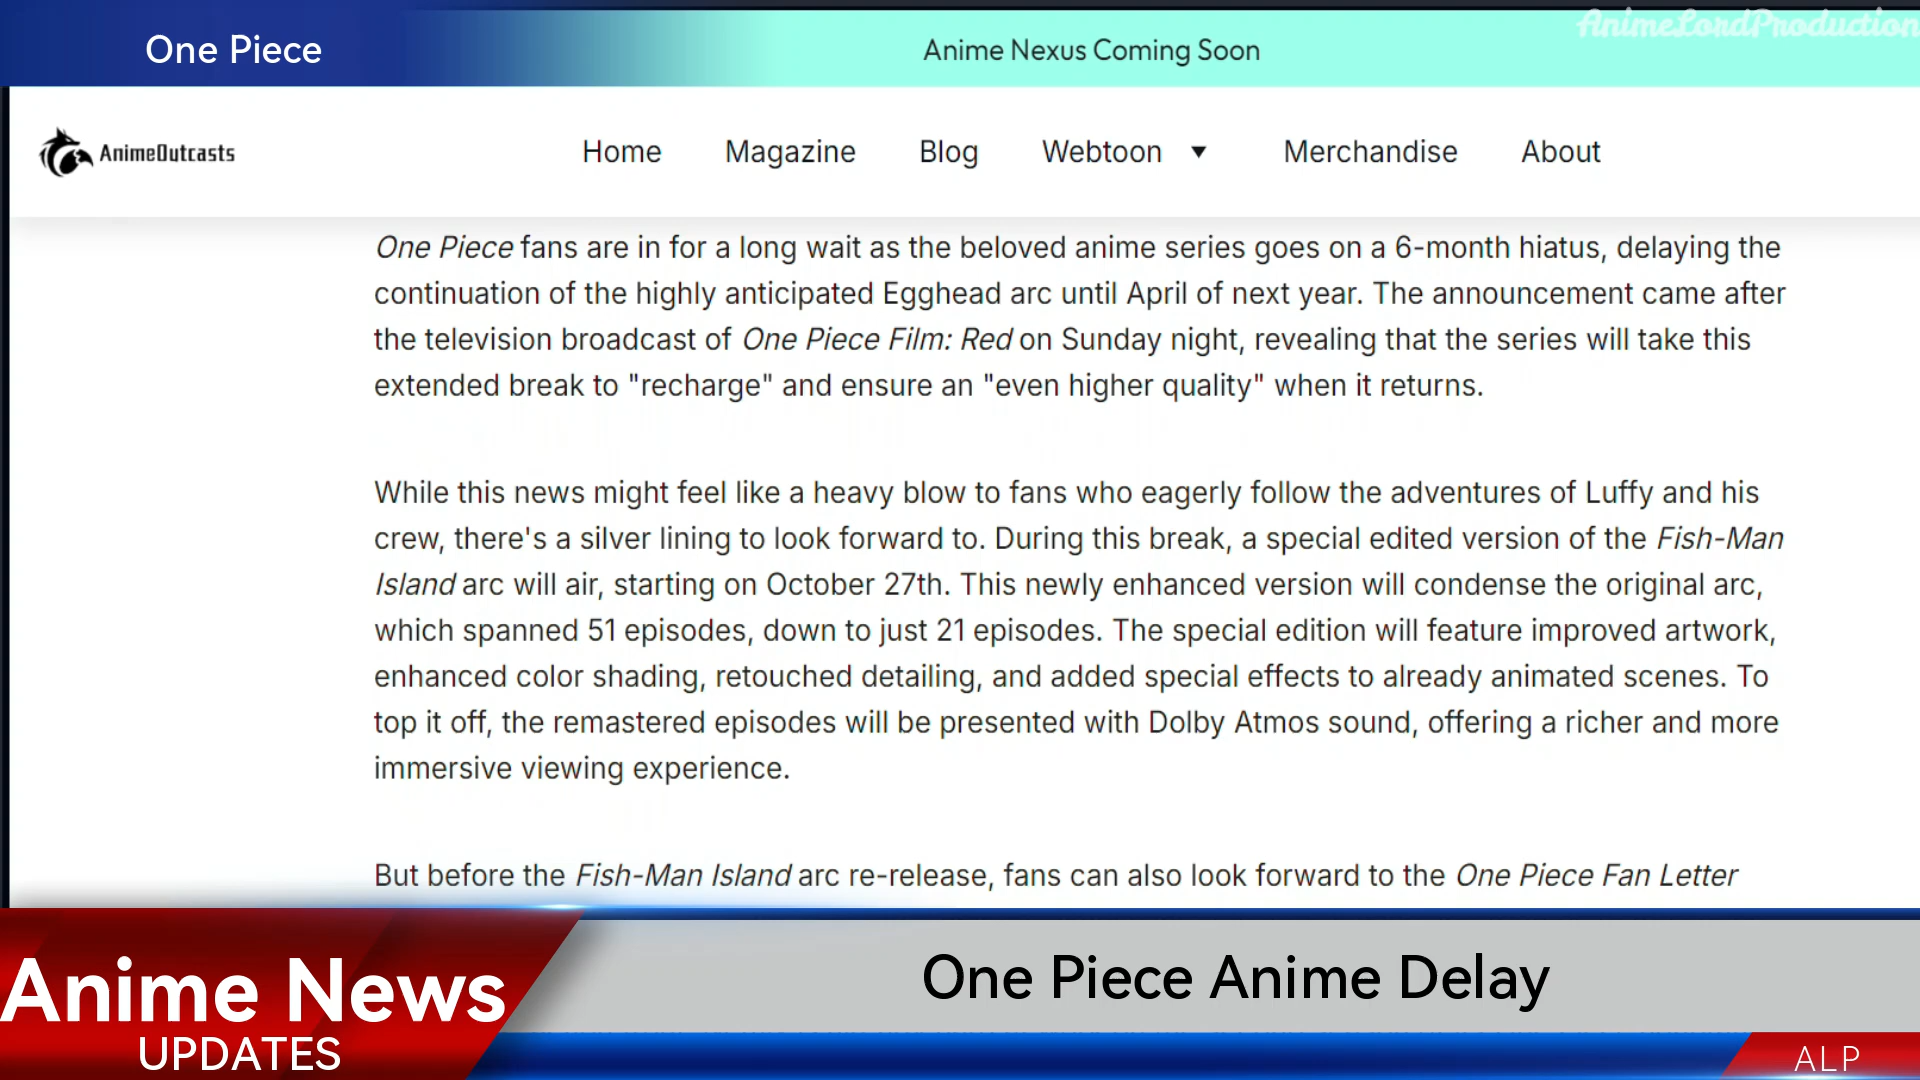 One Piece
Anime Nexus Coming Soon
AnimeLordProduction
AnimeOutcasts
Home Magazine Blog Webtoon ▼ Merchandise About
One Piece fans are in for a long wait as the beloved anime series goes on a 6-month hiatus, delaying the
continuation of the highly anticipated Egghead arc until April of next year. The announcement came after
the television broadcast of One Piece Film: Red on Sunday night, revealing that the series will take this
extended break to "recharge" and ensure an "even higher quality" when it returns.
While this news might feel like a heavy blow to fans who eagerly follow the adventures of Luffy and his
crew, there's a silver lining to look forward to. During this break, a special edited version of the Fish-Man
Island arc will air, starting on October 27th. This newly enhanced version will condense the original arc,
which spanned 51 episodes, down to just 21 episodes. The special edition will feature improved artwork,
enhanced color shading, retouched detailing, and added special effects to already animated scenes. To
top it off, the remastered episodes will be presented with Dolby Atmos sound, offering a richer and more
immersive viewing experience.
But before the Fish-Man Island arc re-release, fans can also look forward to the One Piece Fan Letter
Anime News
UPDATES
One Piece Anime Delay
ALP